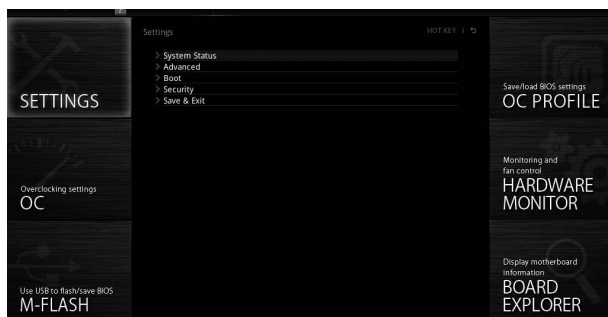 Settings
HOT KEY |
System Status
Advanced
Boot
Security
Save & Exit
SETTINGS
Overclocking settings
OC
Use USB to flash/save BIOS
M-FLASH
Save/load BIOS settings
OC PROFILE
Monitoring and
fan control
HARDWARE
MONITOR
Display motherboard
information
BOARD
EXPLORER